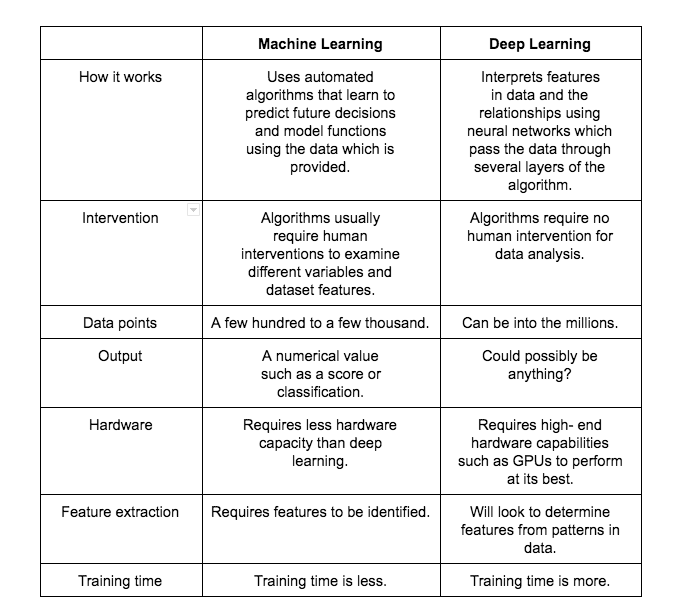 Machine Learning
Deep Learning
How it works
Uses automated
algorithms that learn to
predict future decisions
and model functions
using the data which is
provided.
Interprets features
in data and the
relationships using
neural networks which
pass the data through
several layers of the
algorithm.
Intervention
Algorithms usually
require human
interventions to examine
different variables and
dataset features.
Algorithms require no
human intervention for
data analysis.
Data points
A few hundred to a few thousand.
Can be into the millions.
Output
A numerical value
such as a score or
classification.
Could possibly be
anything?
Hardware
Requires less hardware
capacity than deep
learning.
Requires high- end
hardware capabilities
such as GPUs to perform
at its best.
Feature extraction
Requires features to be identified.
Will look to determine
features from patterns in
data.
Training time
Training time is less.
Training time is more.